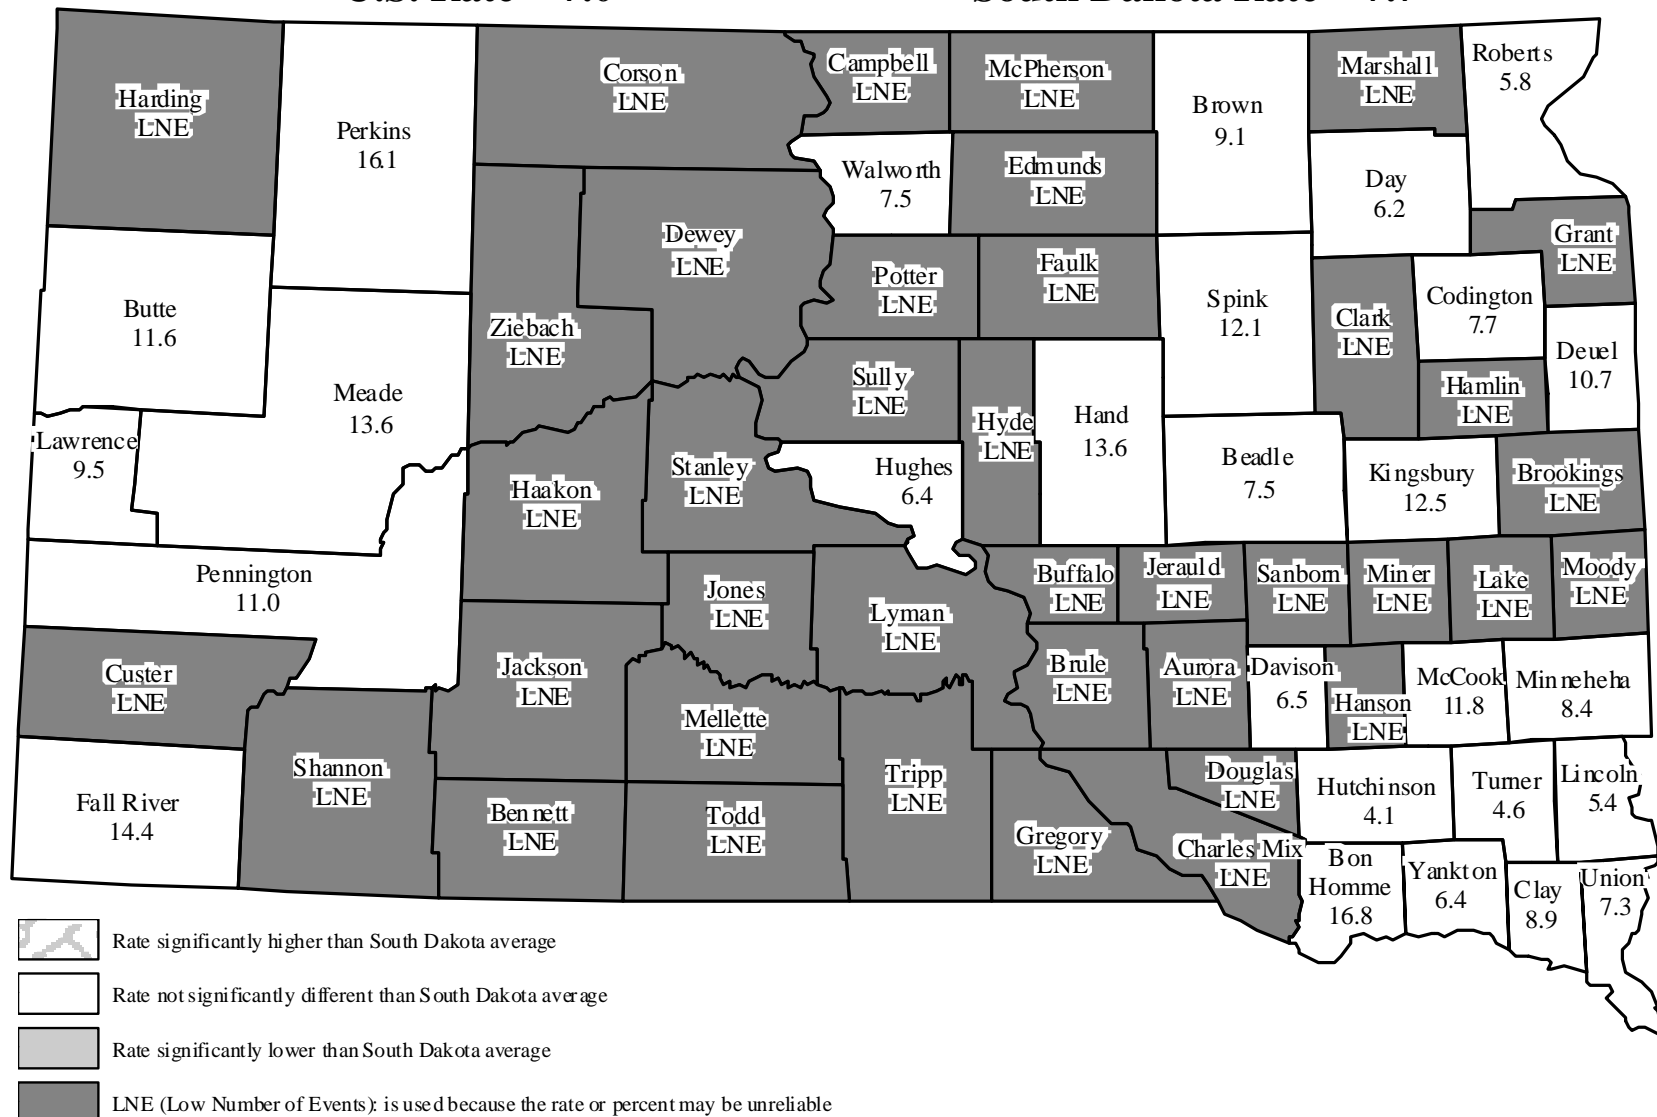 Harding
LNE
Perkins
16.1
Corson
LNE
Campbell
LNE
McPherson
LNE
Brown
9.1
Marshall
LNE
Roberts
5.8
Walworth
7.5
Edmunds
LNE
Day
6.2
Dewey
LNE
Grant
LNE
Butte
11.6
Ziebach
LNE
Potter
LNE
Faulk
LNE
Spink
12.1
Clark
LNE
Codington
7.7
Deuel
10.7
Meade
13.6
Sully
LNE
Hyde
LNE
Hand
13.6
Hamlin
LNE
Lawrence
9.5
Haakon
LNE
Stanley
LNE
Hughes
6.4
Beadle
7.5
Kingsbury
12.5
Brookings
LNE
Pennington
11.0
Jones
LNE
Lyman
LNE
Buffalo
LNE
Jerauld
LNE
Sanborn
LNE
Miner
LNE
Lake
LNE
Moody
LNE
Custer
LNE
Jackson
LNE
Mellette
LNE
Brule
LNE
Aurora
LNE
Davison
6.5
Hanson
LNE
McCook
11.8
Minneheha
8.4
Fall River
14.4
Shannon
LNE
Bennett
LNE
Todd
LNE
Tripp
LNE
Gregory
LNE
Douglas
LNE
Charles Mix
LNE
Hutchinson
4.1
Turner
4.6
Lincoln
5.4
Bon
Homme
16.8
Yankton
6.4
Clay
8.9
Union
7.3
Rate significantly higher than South Dakota average
Rate not significantly different than South Dakota average
Rate significantly lower than South Dakota average
LNE (Low Number of Events): is used because the rate or percent may be unreliable